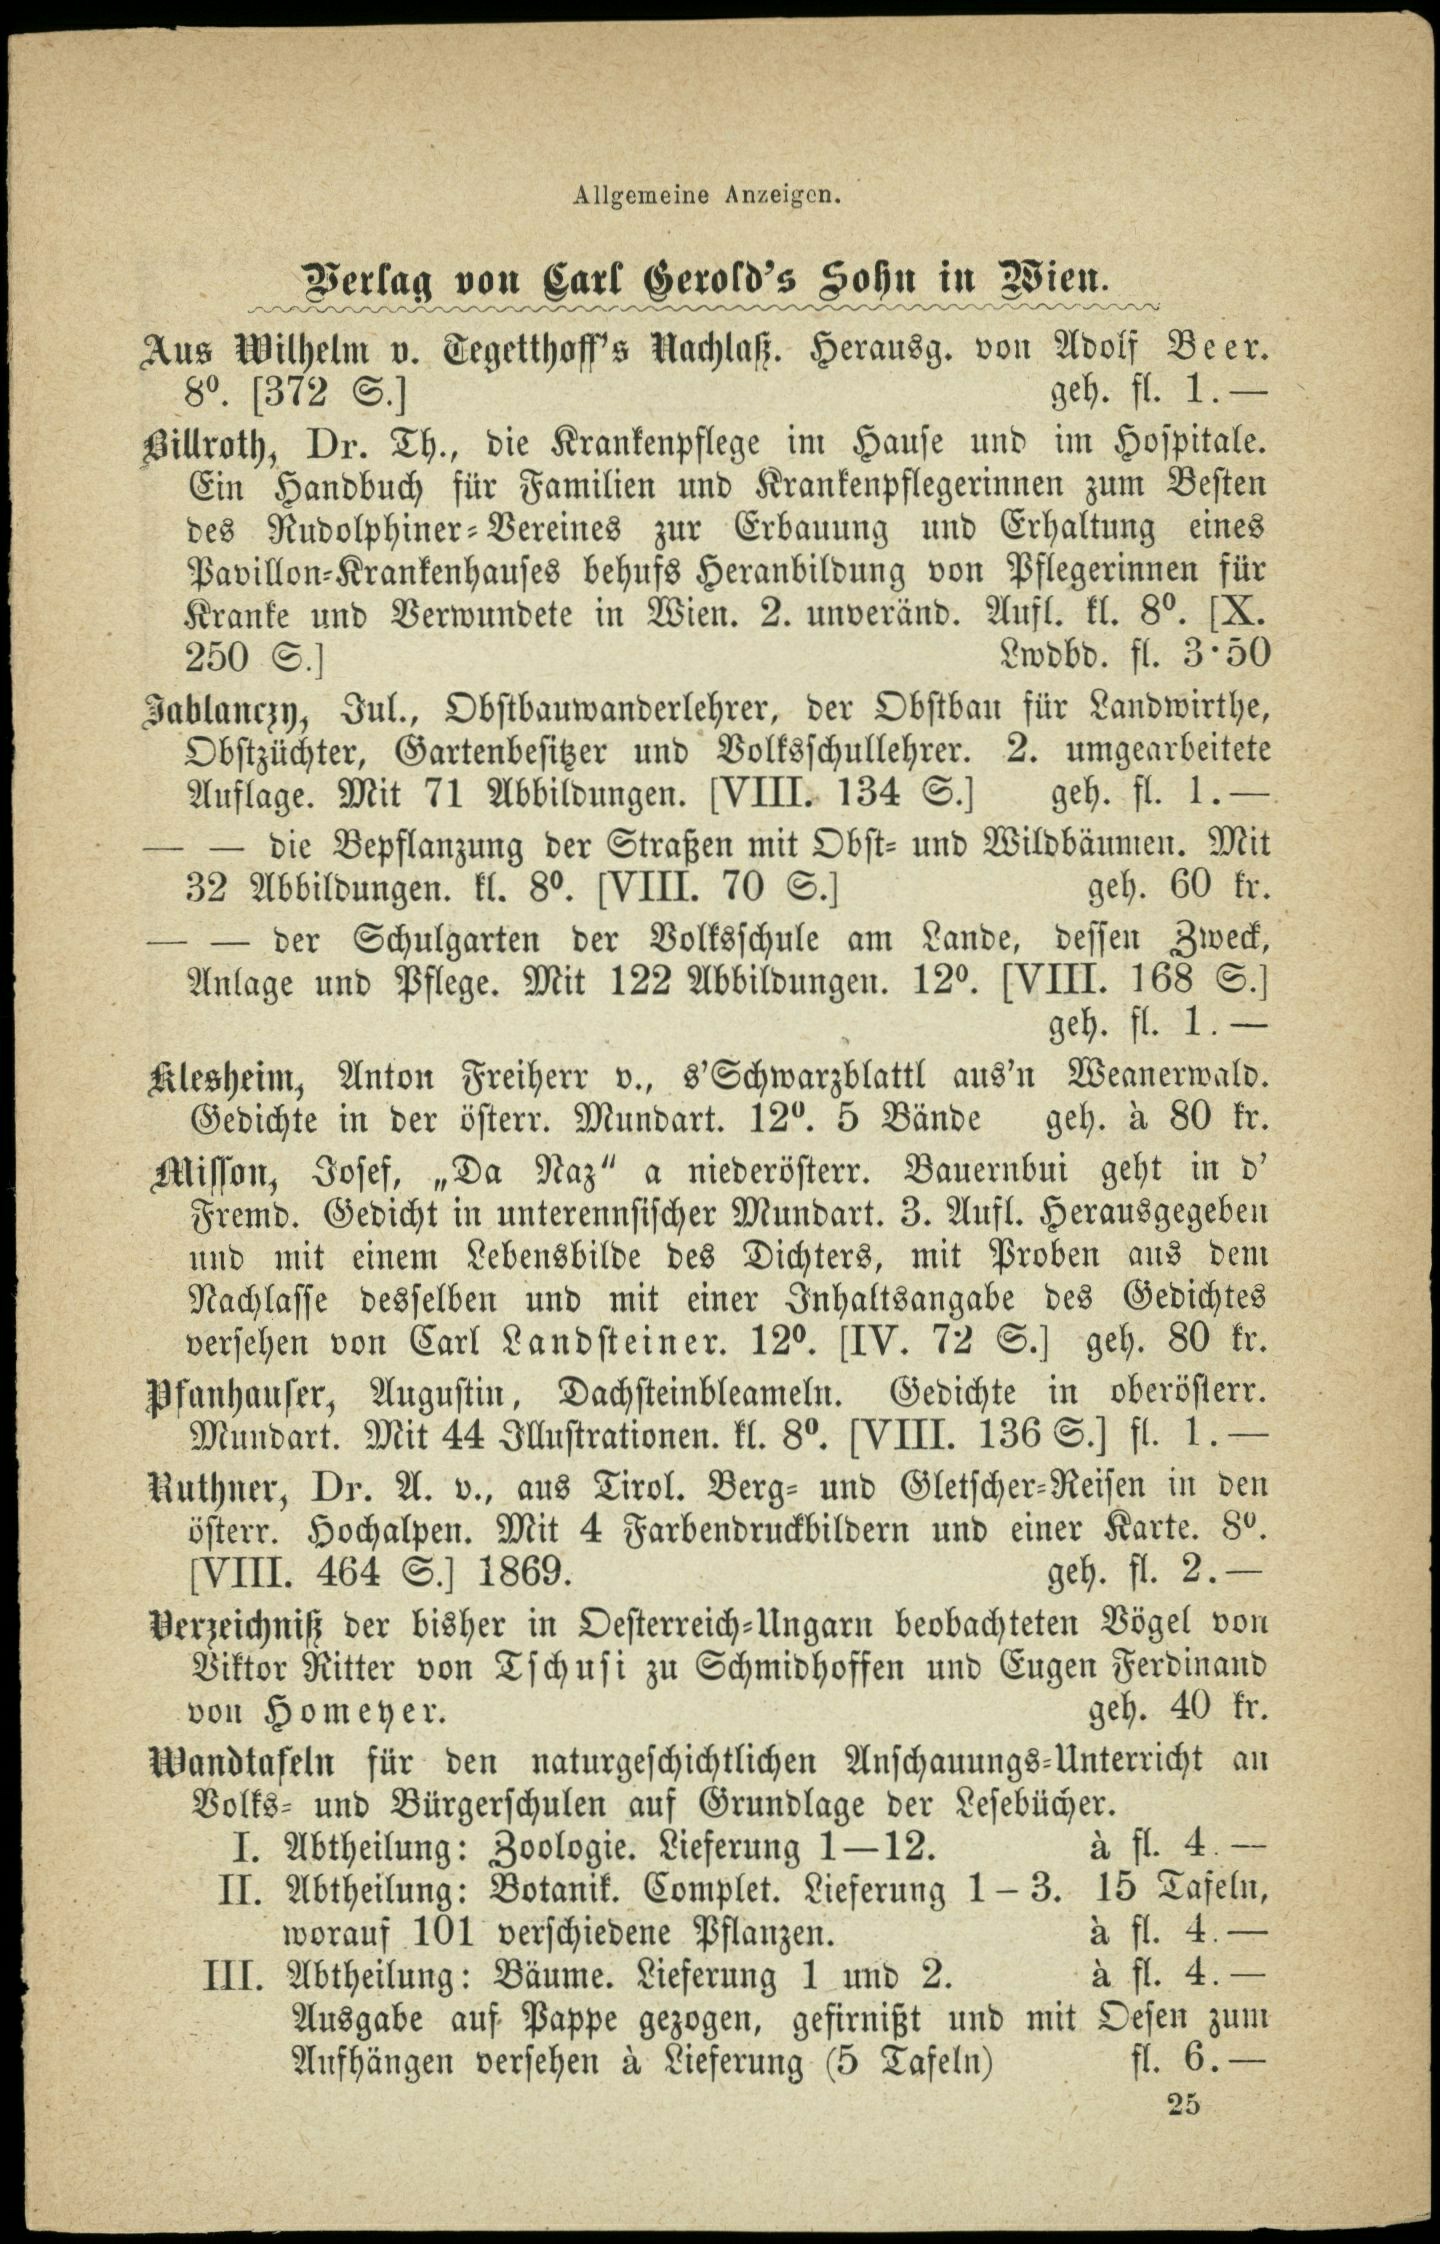 Allgemeine Anzeigen.
Verlag von Carl Gerold's Sohn in Wien.
Aus Wilhelm v. Tegetthoff's Nachlaß. Herausg. von Adolf Beer.
8⁰. [372 S.] geh. fl. 1.—
Billroth, Dr. Th., die Krankenpflege im Hause und im Hospitale.
Ein Handbuch für Familien und Krankenpflegerinnen zum Besten
des Rudolphiner-Vereines zur Erbauung und Erhaltung eines
Pavillon-Krankenhauses behufs Heranbildung von Pflegerinnen für
Kranke und Verwundete in Wien. 2. unveränd. Aufl. kl. 8⁰. [X.
250 S.] Lwdbd. fl. 3·50
Jablanczy, Jul., Obstbauwanderlehrer, der Obstbau für Landwirthe,
Obstzüchter, Gartenbesitzer und Volksschullehrer. 2. umgearbeitete
Auflage. Mit 71 Abbildungen. [VIII. 134 S.] geh. fl. 1.—
— — die Bepflanzung der Straßen mit Obst- und Wildbäumen. Mit
32 Abbildungen. kl. 8⁰. [VIII. 70 S.] geh. 60 kr.
— — der Schulgarten der Volksschule am Lande, dessen Zweck,
Anlage und Pflege. Mit 122 Abbildungen. 12⁰. [VIII. 168 S.]
geh. fl. 1.—
Klesheim, Anton Freiherr v., s'Schwarzblattl aus'n Weanerwald.
Gedichte in der österr. Mundart. 12⁰. 5 Bände geh. à 80 kr.
Misson, Josef, „Da Naz“ a niederösterr. Bauernbui geht in d'
Fremd. Gedicht in unterennsischer Mundart. 3. Aufl. Herausgegeben
und mit einem Lebensbilde des Dichters, mit Proben aus dem
Nachlasse desselben und mit einer Inhaltsangabe des Gedichtes
versehen von Carl Landsteiner. 12⁰. [IV. 72 S.] geh. 80 kr.
Pfanhauser, Augustin, Dachsteinbleameln. Gedichte in oberösterr.
Mundart. Mit 44 Illustrationen. kl. 8⁰. [VIII. 136 S.] fl. 1.—
Ruthner, Dr. A. v., aus Tirol. Berg- und Gletscher-Reisen in den
österr. Hochalpen. Mit 4 Farbendruckbildern und einer Karte. 8⁰.
[VIII. 464 S.] 1869. geh. fl. 2.—
Verzeichniß der bisher in Oesterreich-Ungarn beobachteten Vögel von
Viktor Ritter von Tschusi zu Schmidhoffen und Eugen Ferdinand
von Homeyer. geh. 40 kr.
Wandtafeln für den naturgeschichtlichen Anschauungs-Unterricht an
Volks- und Bürgerschulen auf Grundlage der Lesebücher.
I. Abtheilung: Zoologie. Lieferung 1—12. à fl. 4.—
II. Abtheilung: Botanik. Complet. Lieferung 1–3. 15 Tafeln,
worauf 101 verschiedene Pflanzen. à fl. 4.—
III. Abtheilung: Bäume. Lieferung 1 und 2. à fl. 4.—
Ausgabe auf Pappe gezogen, gefirnißt und mit Oesen zum
Aufhängen versehen à Lieferung (5 Tafeln) fl. 6.—
25